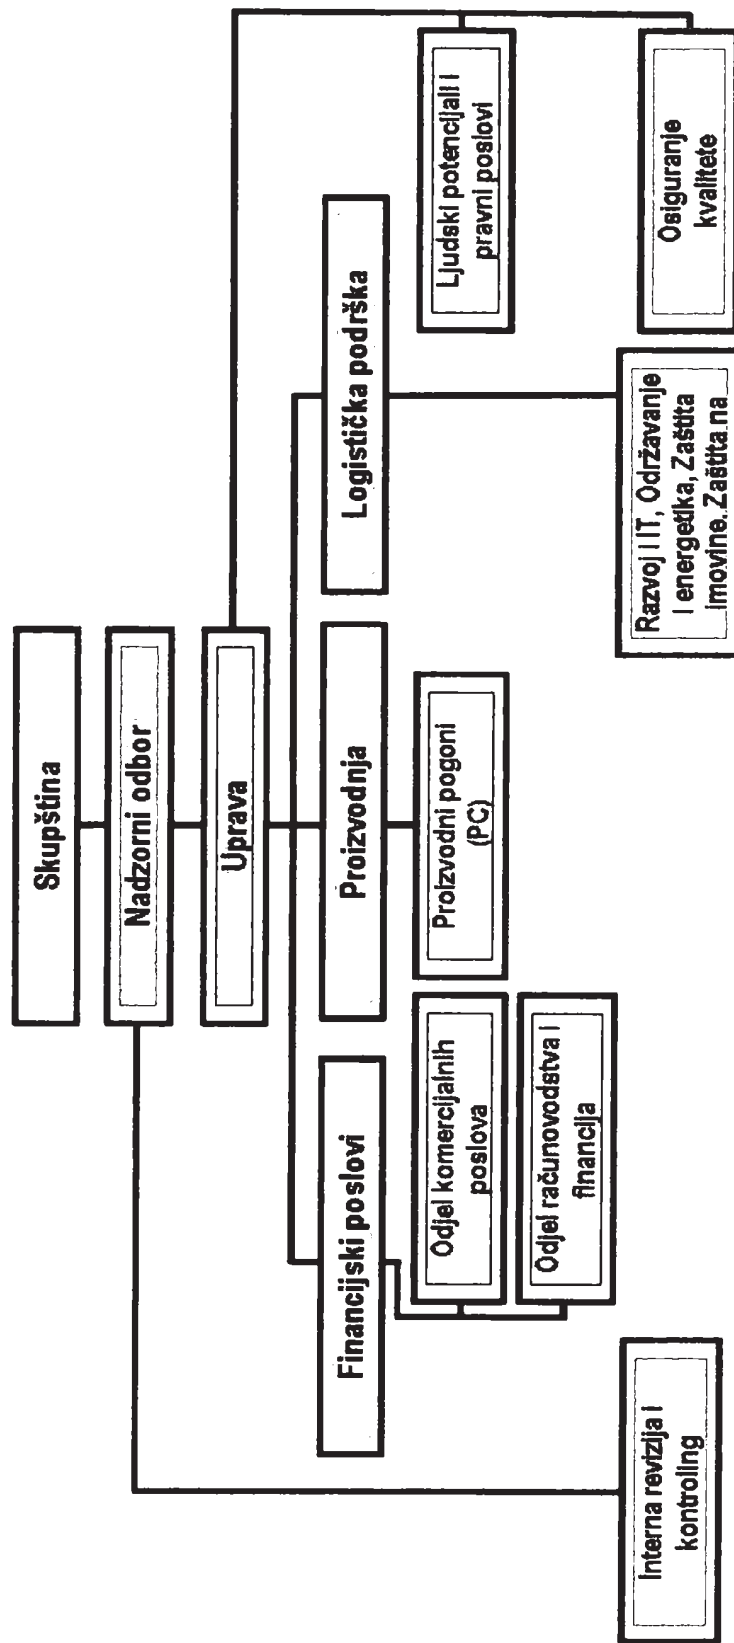 Skupština
Nadzorni odbor
Uprava
Financijski poslovi
Proizvodnja
Logistička podrška
Odjel komercijalnih
poslova
Proizvodni pogoni
(PC)
Ljudski potencijali i
pravni poslovi
Odjel računovodstva i
financija
Interna revizija i
kontroling
Razvoj i IT, Održavanje
i energetika, Zaštita
imovine, Zaštita na
Osiguranje
kvalitete